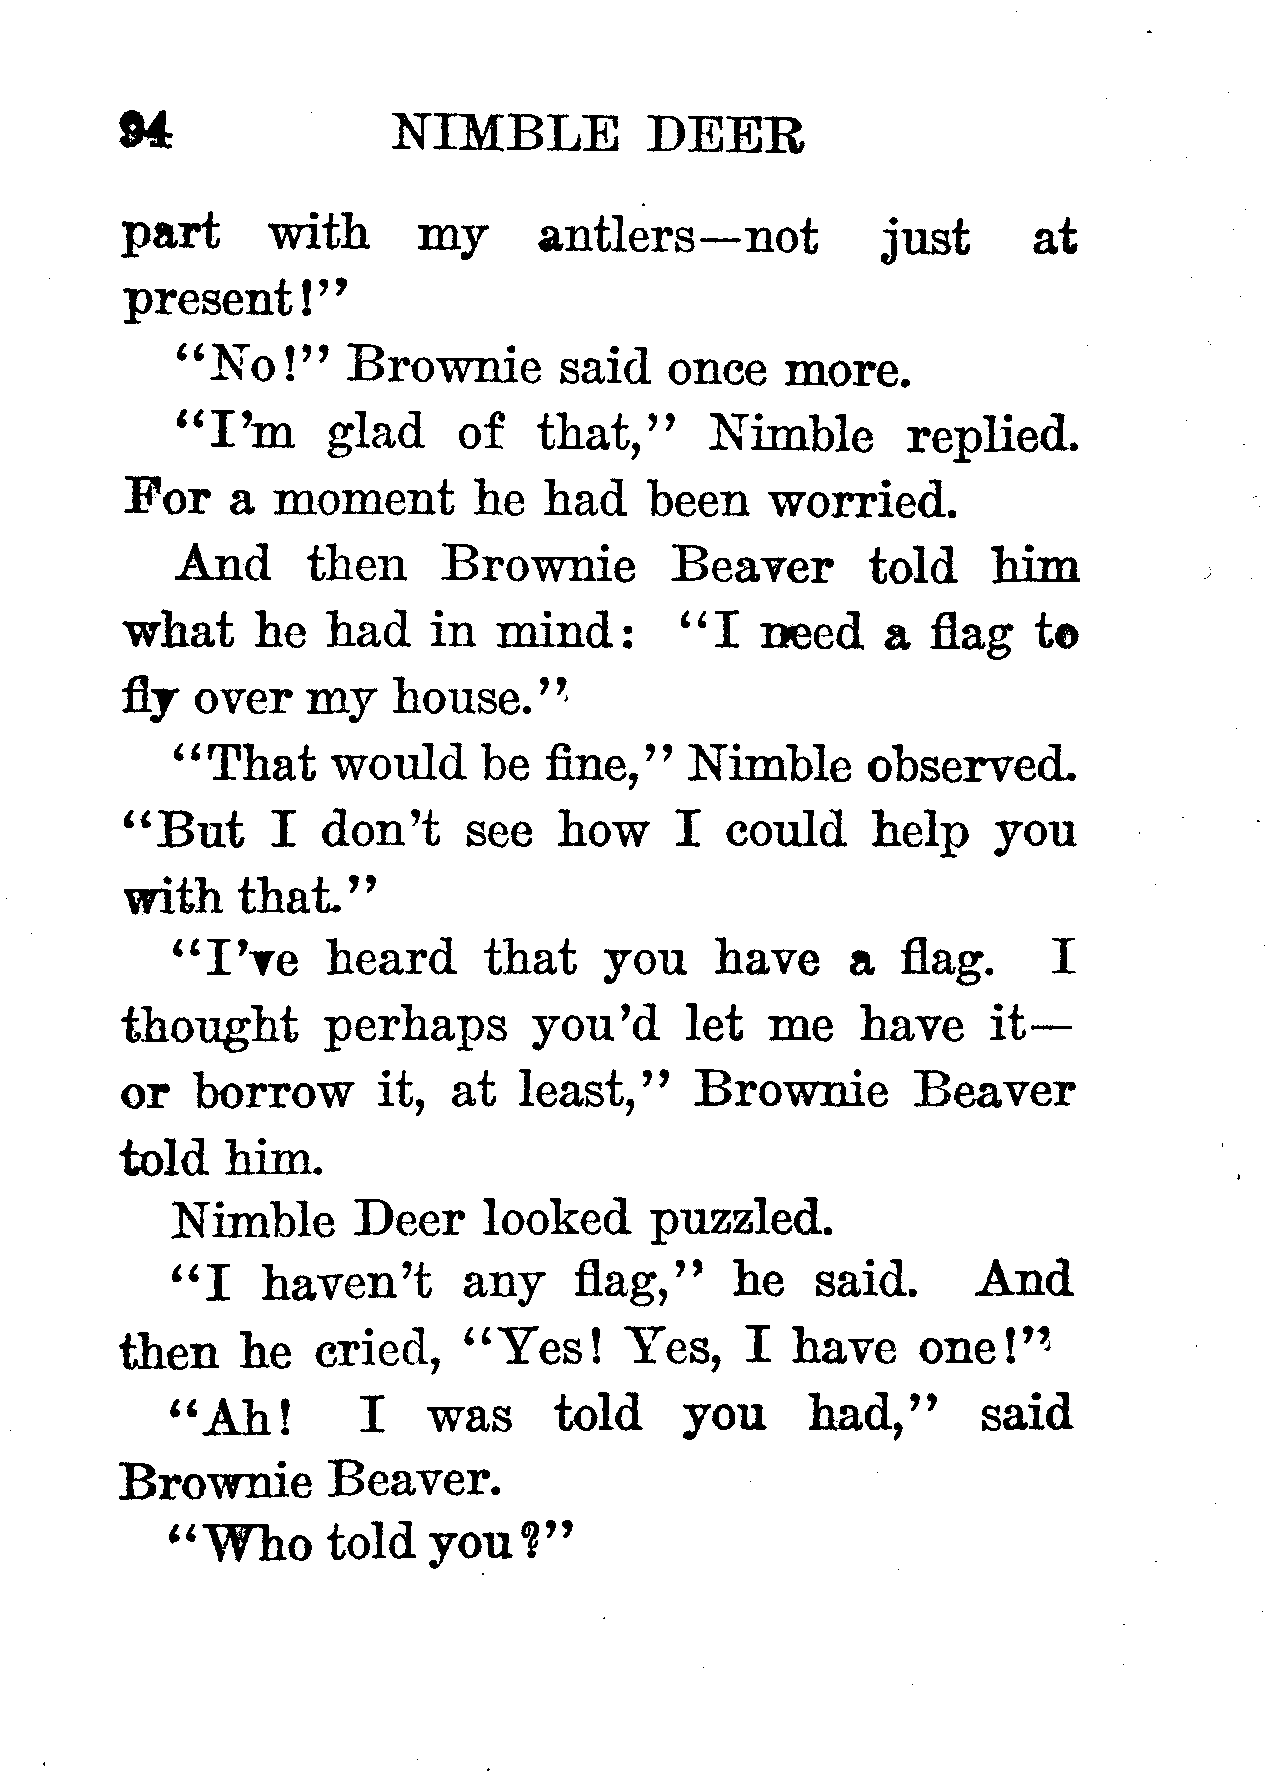 94 NIMBLE DEER
part with my antlers—not just at
present!"
"No!" Brownie said once more.
"I'm glad of that," Nimble replied.
For a moment he had been worried.
And then Brownie Beaver told him
what he had in mind: "I need a flag to
fly over my house."
"That would be fine," Nimble observed.
"But I don't see how I could help you
with that."
"I've heard that you have a flag. I
thought perhaps you'd let me have it—
or borrow it, at least," Brownie Beaver
told him.
Nimble Deer looked puzzled.
"I haven't any flag," he said. And
then he cried, "Yes! Yes, I have one!"
"Ah! I was told you had," said
Brownie Beaver.
"Who told you?"